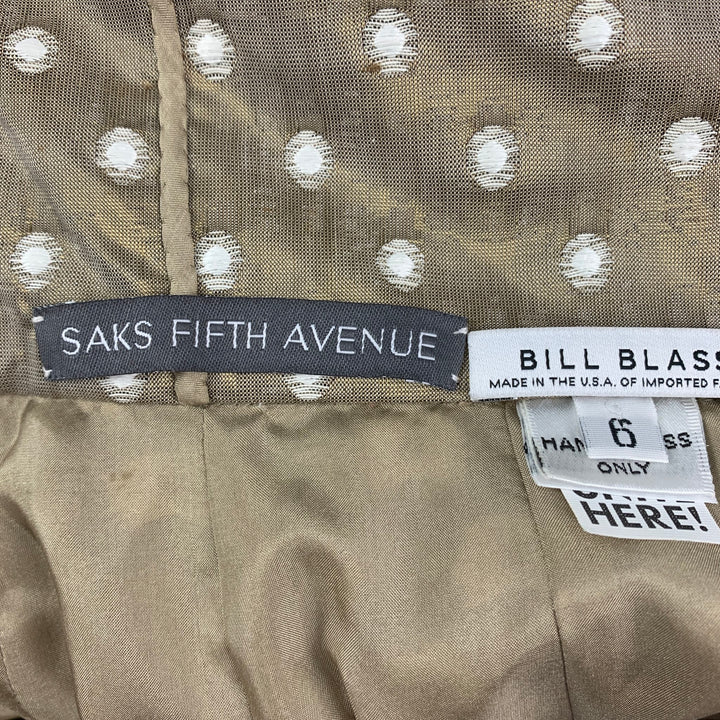 SAKS FIFTH AVENUE
BILL BLASS
MADE IN THE U.S.A. OF IMPORTED
6
ONLY
HERE!